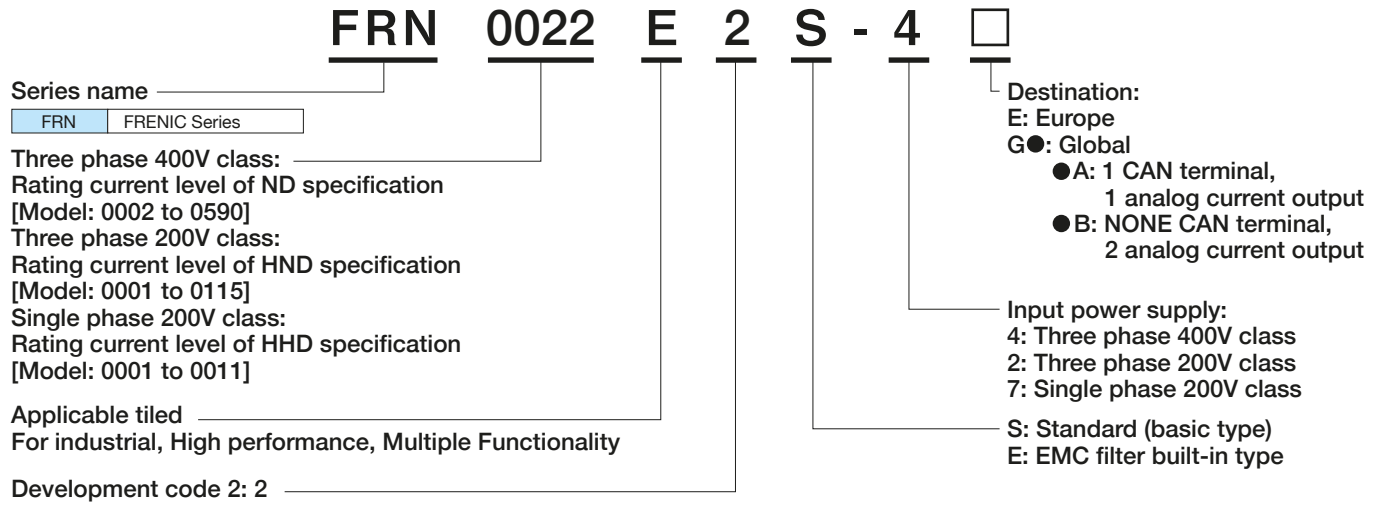 FRN 0022 E 2 S - 4 □
Series name
FRN FRENIC Series
Three phase 400V class:
Rating current level of ND specification
[Model: 0002 to 0590]
Three phase 200V class:
Rating current level of HND specification
[Model: 0001 to 0115]
Single phase 200V class:
Rating current level of HHD specification
[Model: 0001 to 0011]
Applicable tiled
For industrial, High performance, Multiple Functionality
Development code 2: 2
Destination:
E: Europe
G●: Global
●A: 1 CAN terminal,
1 analog current output
●B: NONE CAN terminal,
2 analog current output
Input power supply:
4: Three phase 400V class
2: Three phase 200V class
7: Single phase 200V class
S: Standard (basic type)
E: EMC filter built-in type